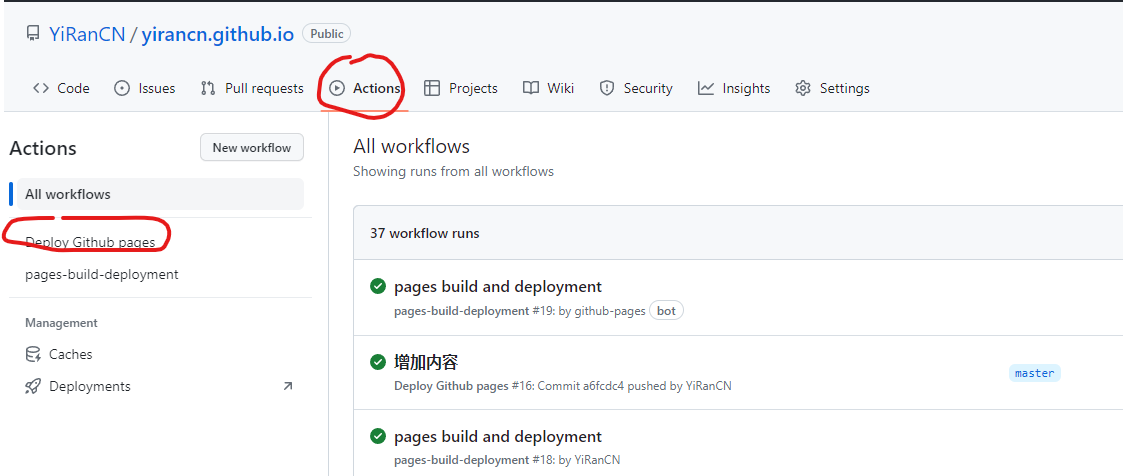 YiRanCN / yirancn.github.io Public
Code Issues Pull requests Actions Projects Wiki Security Insights Settings
Actions New workflow
All workflows
Deploy Github pages
pages-build-deployment
Management
Caches
Deployments
All workflows
Showing runs from all workflows
37 workflow runs
pages build and deployment
pages-build-deployment #19: by github-pages bot
增加内容
Deploy Github pages #16: Commit a6fcdc4 pushed by YiRanCN
master
pages build and deployment
pages-build-deployment #18: by YiRanCN